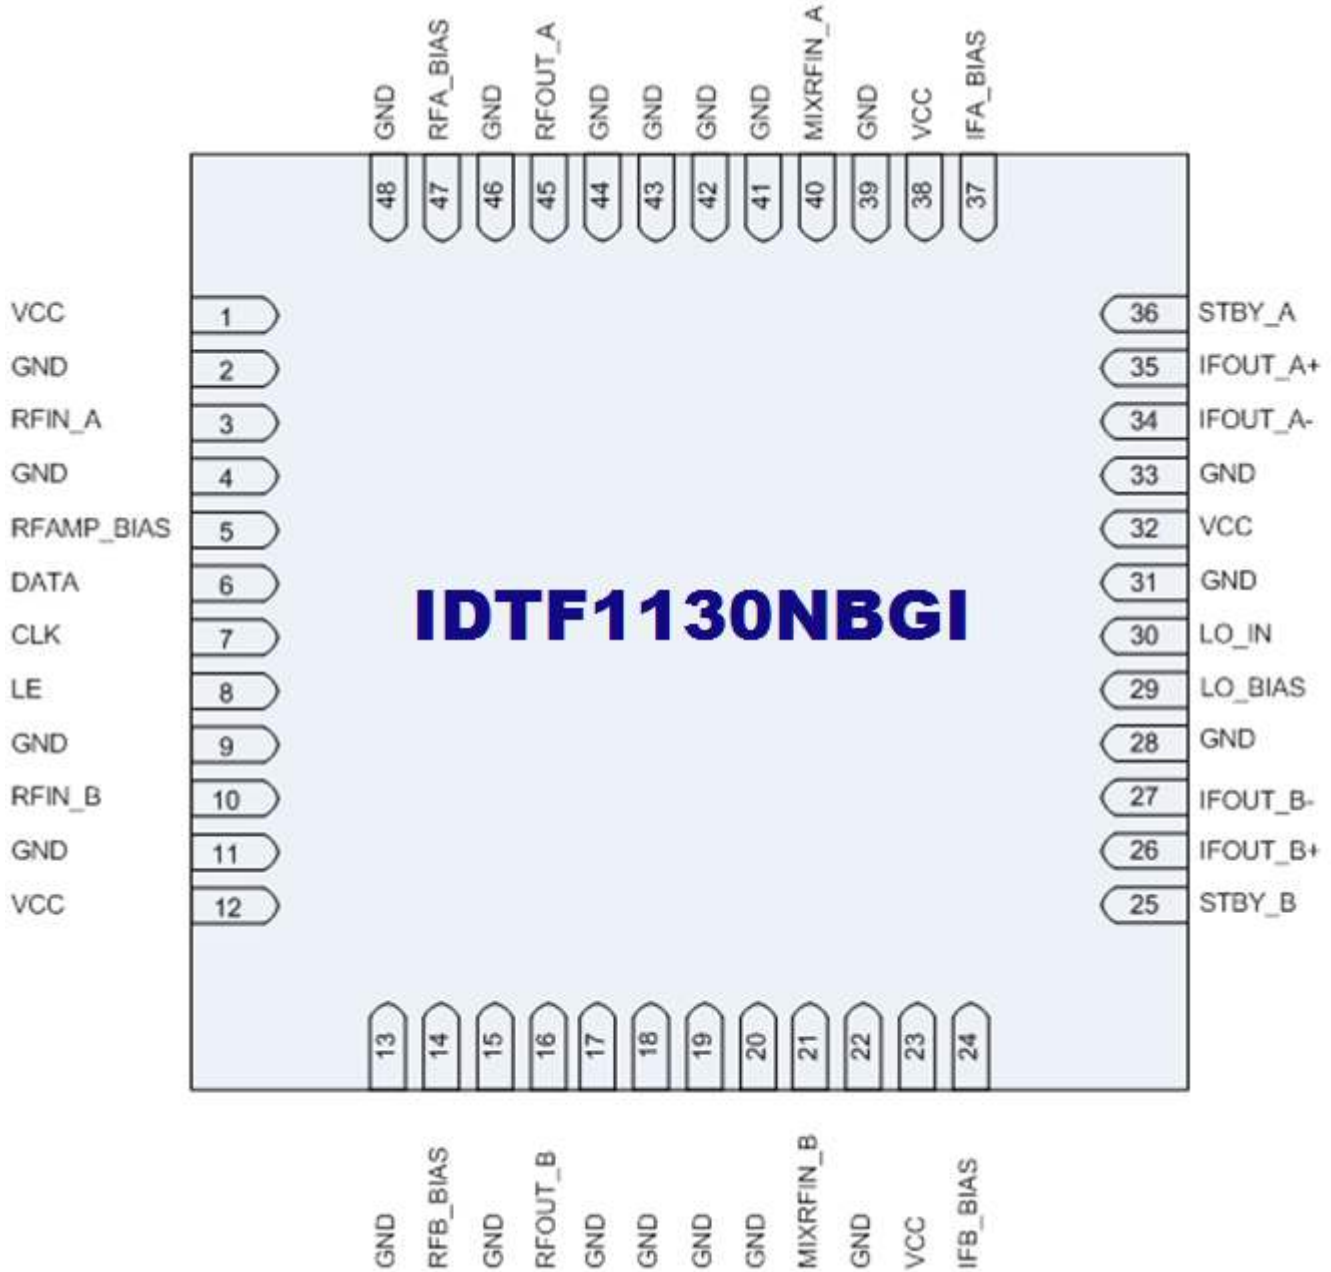 GND RFA_BIAS GND RFOUT_A GND GND GND GND MIXRFIN_A GND VCC IFA_BIAS
48 47 46 45 44 43 42 41 40 39 38 37
VCC 1 36 STBY_A
GND 2 35 IFOUT_A+
RFIN_A 3 34 IFOUT_A-
GND 4 33 GND
RFAMP_BIAS 5 32 VCC
DATA 6 31 GND
IDTF1130NBGI
CLK 7 30 LO_IN
LE 8 29 LO_BIAS
GND 9 28 GND
RFIN_B 10 27 IFOUT_B-
GND 11 26 IFOUT_B+
VCC 12 25 STBY_B
13 14 15 16 17 18 19 20 21 22 23 24
GND RFB_BIAS GND RFOUT_B GND GND GND GND MIXRFIN_B GND VCC IFB_BIAS